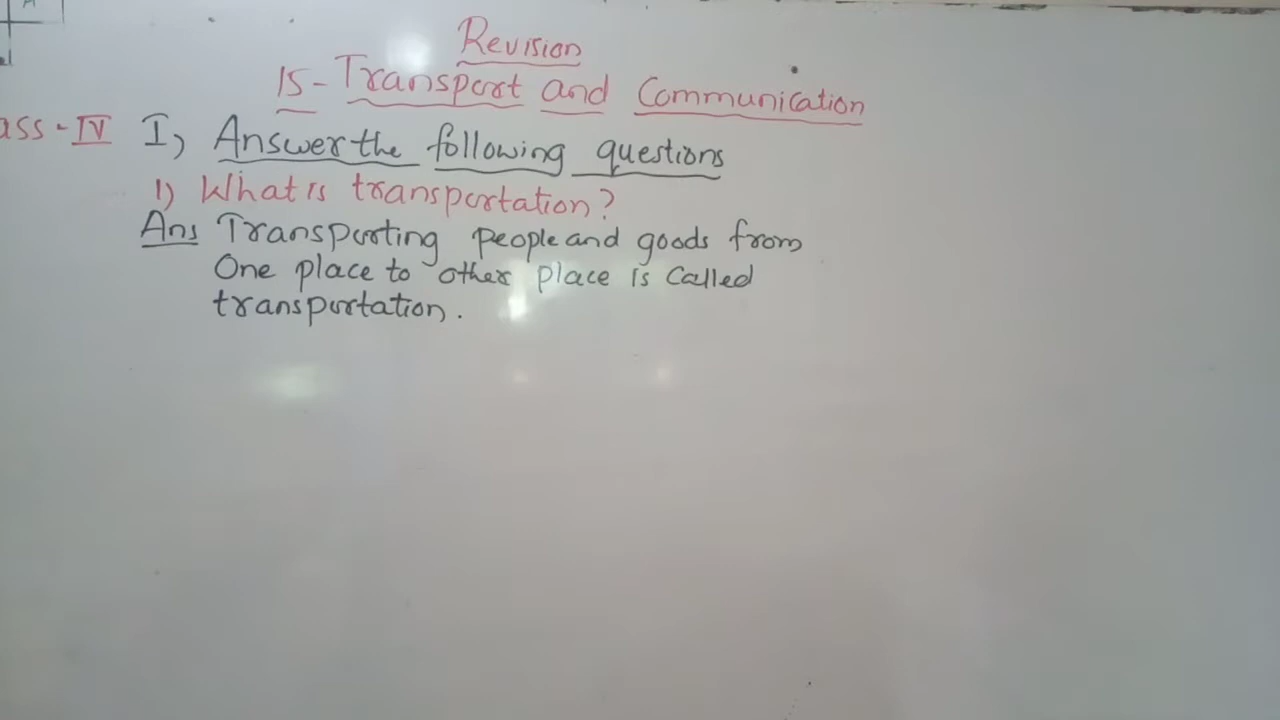 Revision
15- Transport and Communication
ass - IV I, Answer the following questions
1) What is transportation?
Ans Transporting people and goods from
One place to other place is Called
transportation.